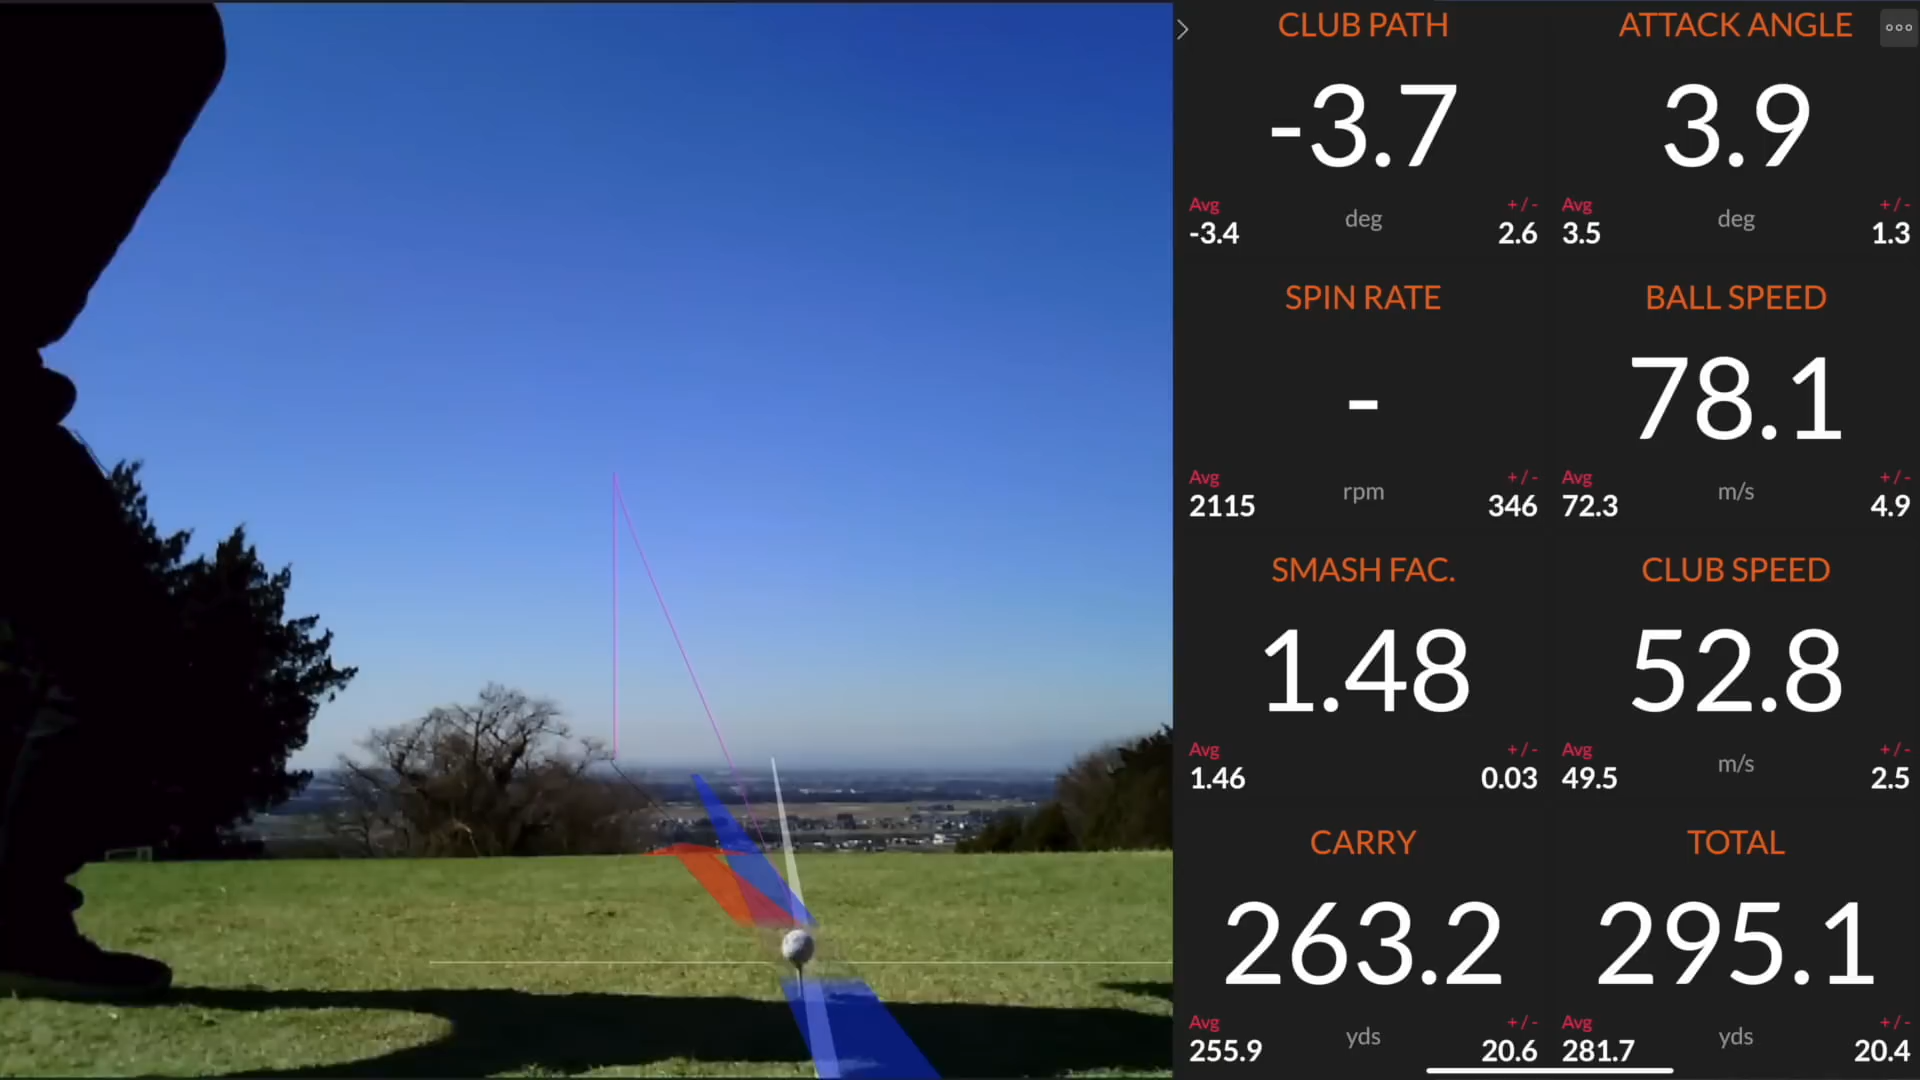 CLUB PATH
-3.7
Avg
-3.4
deg
+/-
2.6
ATTACK ANGLE
3.9
Avg
3.5
deg
+/-
1.3
SPIN RATE
-
Avg
2115
rpm
+/-
346
BALL SPEED
78.1
Avg
72.3
m/s
+/-
4.9
SMASH FAC.
1.48
Avg
1.46
+/-
0.03
CLUB SPEED
52.8
Avg
49.5
m/s
+/-
2.5
CARRY
263.2
Avg
255.9
yds
+/-
20.6
TOTAL
295.1
Avg
281.7
yds
+/-
20.4